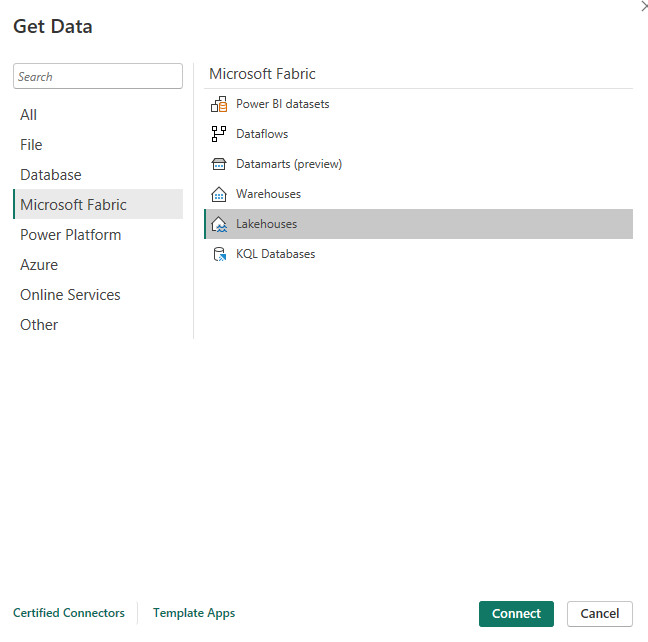 Get Data
Search
All
File
Database
Microsoft Fabric
Power Platform
Azure
Online Services
Other
Microsoft Fabric
Power BI datasets
Dataflows
Datamarts (preview)
Warehouses
Lakehouses
KQL Databases
Certified Connectors
Template Apps
Connect
Cancel